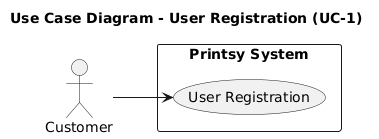 Use Case Diagram - User Registration (UC-1)
Printsy System
User Registration
Customer